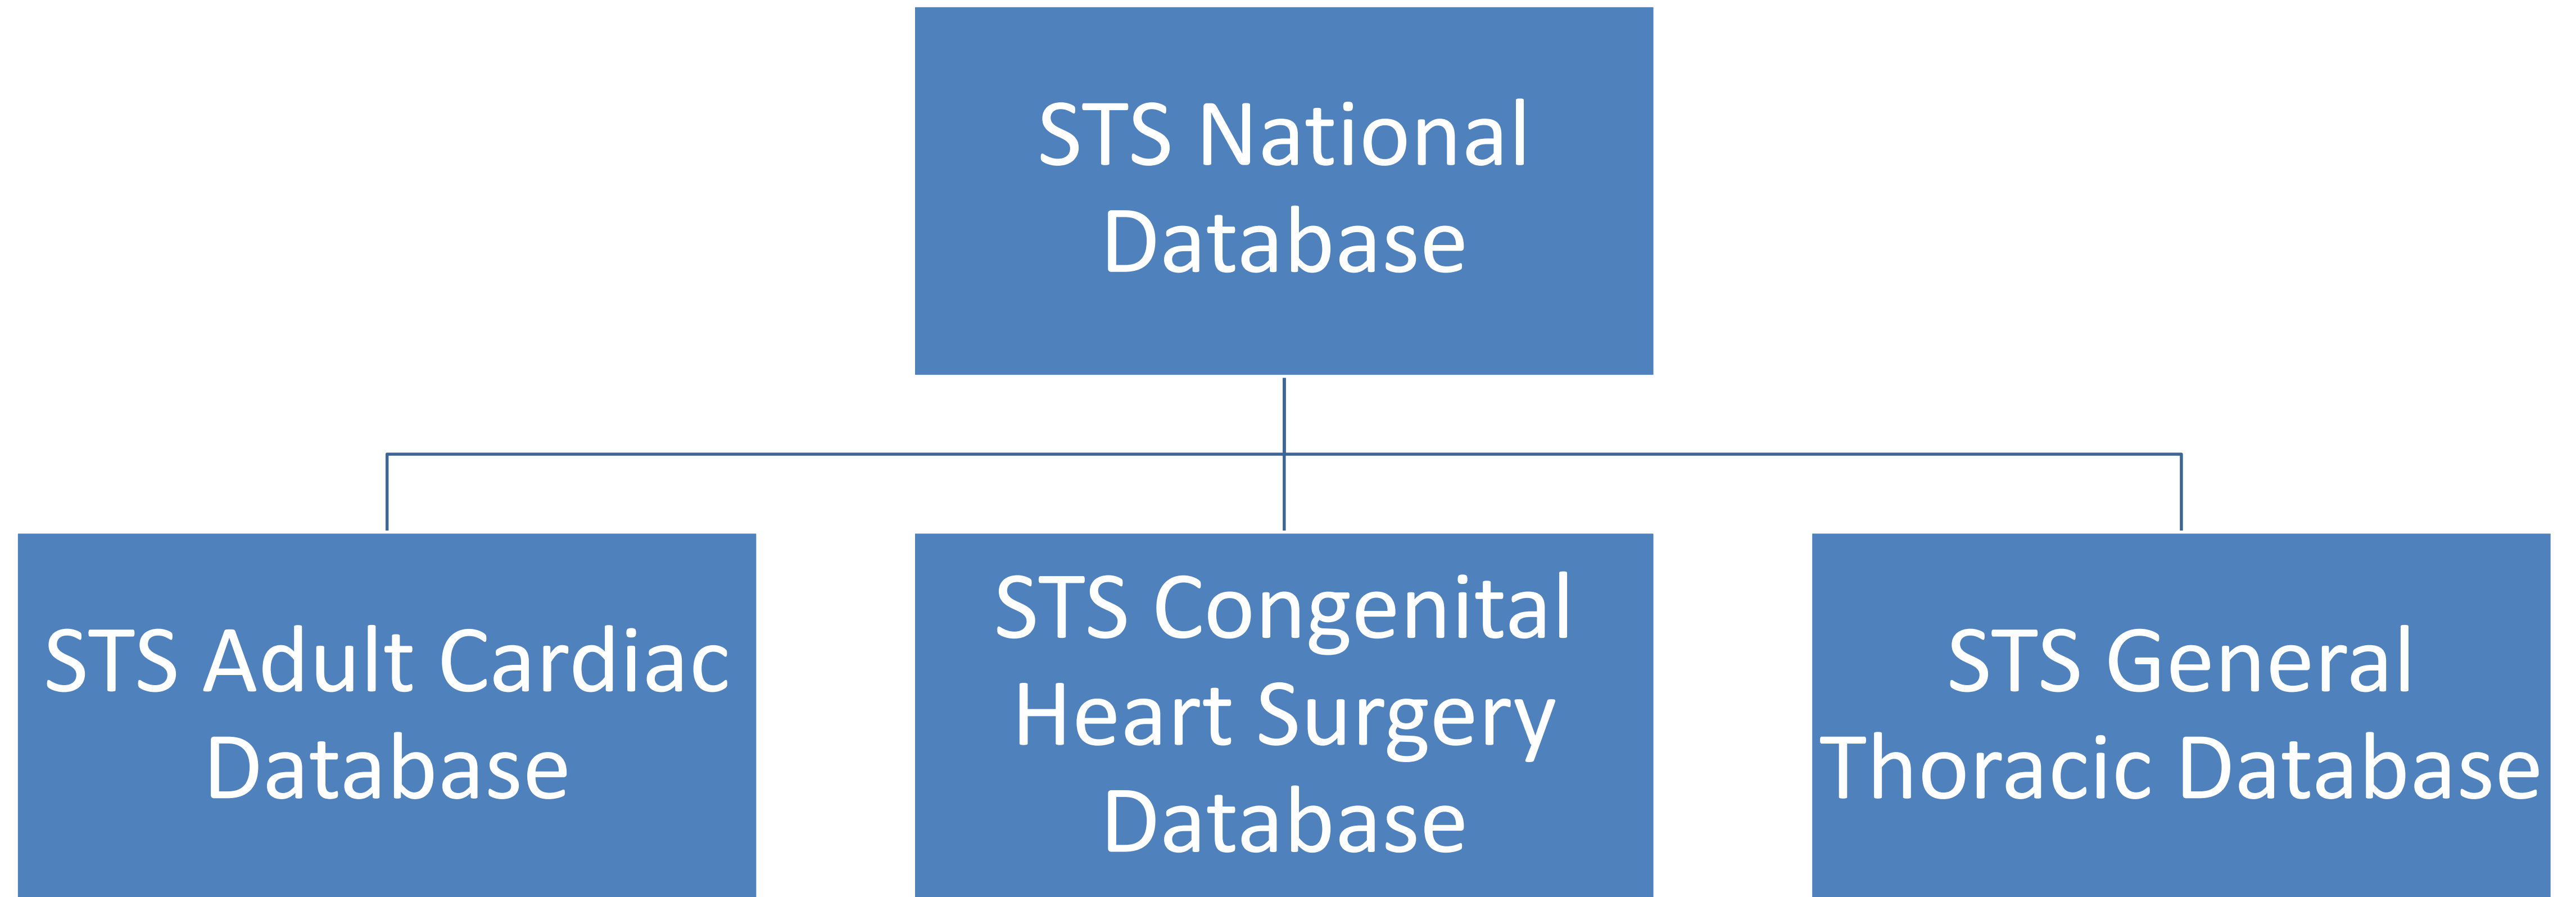 STS National
Database
STS Adult Cardiac
Database
STS Congenital
Heart Surgery
Database
STS General
Thoracic Database